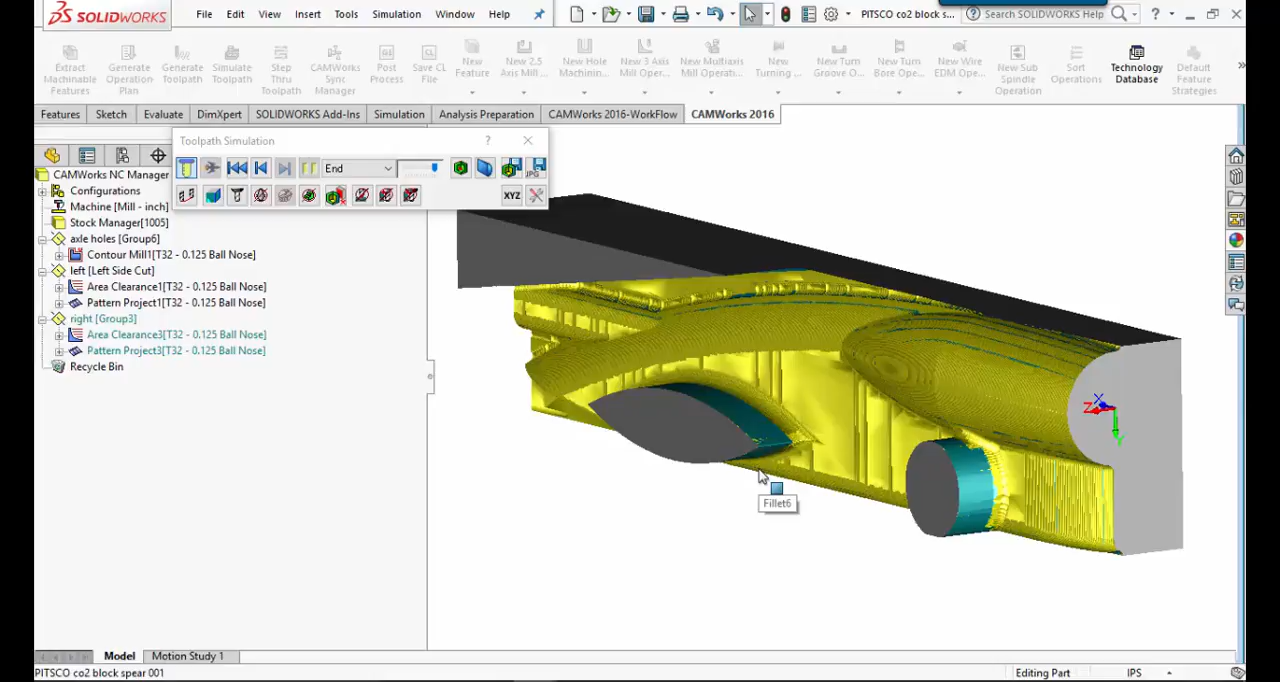 SOLIDWORKS
File Edit View Insert Tools Simulation Window Help
PITSCO co2 block s...
Search SOLIDWORKS Help
?
Extract Machinable Features
Generate Operation Plan
Generate Toolpath
Simulate Toolpath
Step Thru Toolpath
CAMWorks Sync Manager
Post Process
Save CL File
New Feature
New 2.5 Axis Mill ...
New Hole Machinin...
New 3 Axis Mill Oper...
New Multiaxis Mill Operati...
New Turning ...
New Turn Groove O...
New Turn Bore Ope...
New Wire EDM Ope...
New Sub Spindle Operation
Sort Operations
Technology Database
Default Feature Strategies
Features Sketch Evaluate DimXpert SOLIDWORKS Add-Ins Simulation Analysis Preparation CAMWorks 2016-WorkFlow CAMWorks 2016
Toolpath Simulation ?
End
XYZ
CAMWorks NC Manager
Configurations
Machine [Mill - inch]
Stock Manager[1005]
axle holes [Group6]
Contour Mill1[T32 - 0.125 Ball Nose]
left [Left Side Cut]
Area Clearance1[T32 - 0.125 Ball Nose]
Pattern Project1[T32 - 0.125 Ball Nose]
right [Group3]
Area Clearance3[T32 - 0.125 Ball Nose]
Pattern Project3[T32 - 0.125 Ball Nose]
Recycle Bin
X
Z
Y
Fillet6
Model Motion Study 1
PITSCO co2 block spear 001
Editing Part IPS